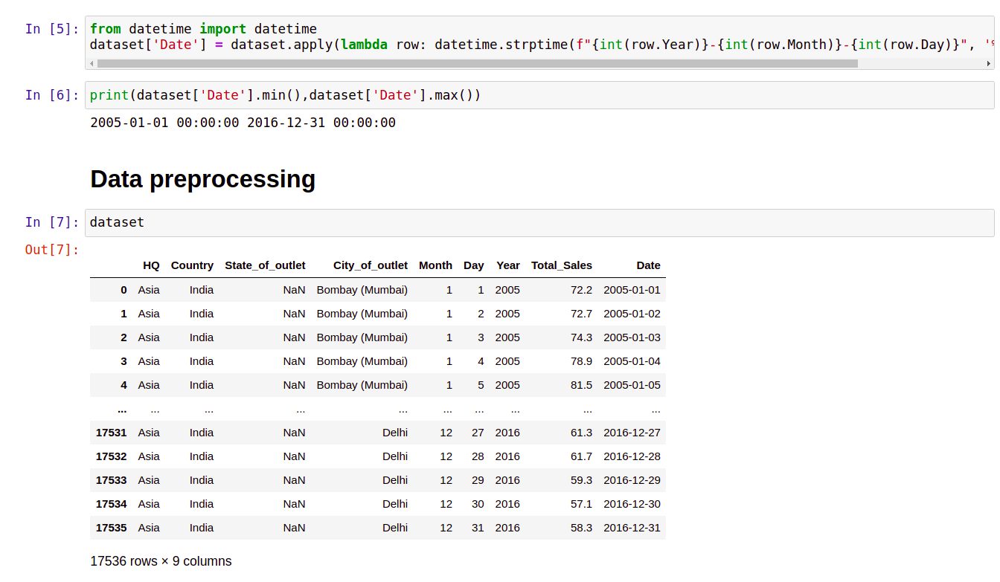 In [5]: from datetime import datetime
dataset['Date'] = dataset.apply(lambda row: datetime.strptime(f"{int(row.Year)}-{int(row.Month)}-{int(row.Day)}", '%
In [6]: print(dataset['Date'].min(),dataset['Date'].max())
2005-01-01 00:00:00 2016-12-31 00:00:00
Data preprocessing
In [7]: dataset
Out[7]:
HQ Country State_of_outlet City_of_outlet Month Day Year Total_Sales Date
0 Asia India NaN Bombay (Mumbai) 1 1 2005 72.2 2005-01-01
1 Asia India NaN Bombay (Mumbai) 1 2 2005 72.7 2005-01-02
2 Asia India NaN Bombay (Mumbai) 1 3 2005 74.3 2005-01-03
3 Asia India NaN Bombay (Mumbai) 1 4 2005 78.9 2005-01-04
4 Asia India NaN Bombay (Mumbai) 1 5 2005 81.5 2005-01-05
... ... ... ... ... ... ... ... ... ...
17531 Asia India NaN Delhi 12 27 2016 61.3 2016-12-27
17532 Asia India NaN Delhi 12 28 2016 61.7 2016-12-28
17533 Asia India NaN Delhi 12 29 2016 59.3 2016-12-29
17534 Asia India NaN Delhi 12 30 2016 57.1 2016-12-30
17535 Asia India NaN Delhi 12 31 2016 58.3 2016-12-31
17536 rows × 9 columns